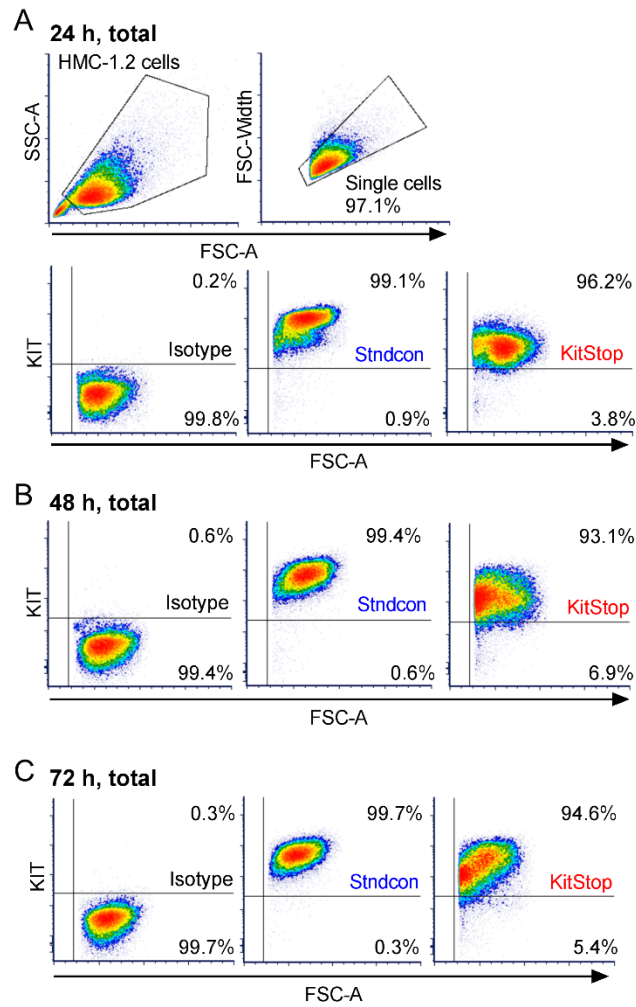 A
24 h, total
HMC-1.2 cells
SSC-A
FSC-Width
Single cells
97.1%
FSC-A
0.2%
99.1%
96.2%
KIT
Isotype
Stndcon
KitStop
99.8%
0.9%
3.8%
FSC-A
B
48 h, total
0.6%
99.4%
93.1%
KIT
Isotype
Stndcon
KitStop
99.4%
0.6%
6.9%
FSC-A
C
72 h, total
0.3%
99.7%
94.6%
KIT
Isotype
Stndcon
KitStop
99.7%
0.3%
5.4%
FSC-A